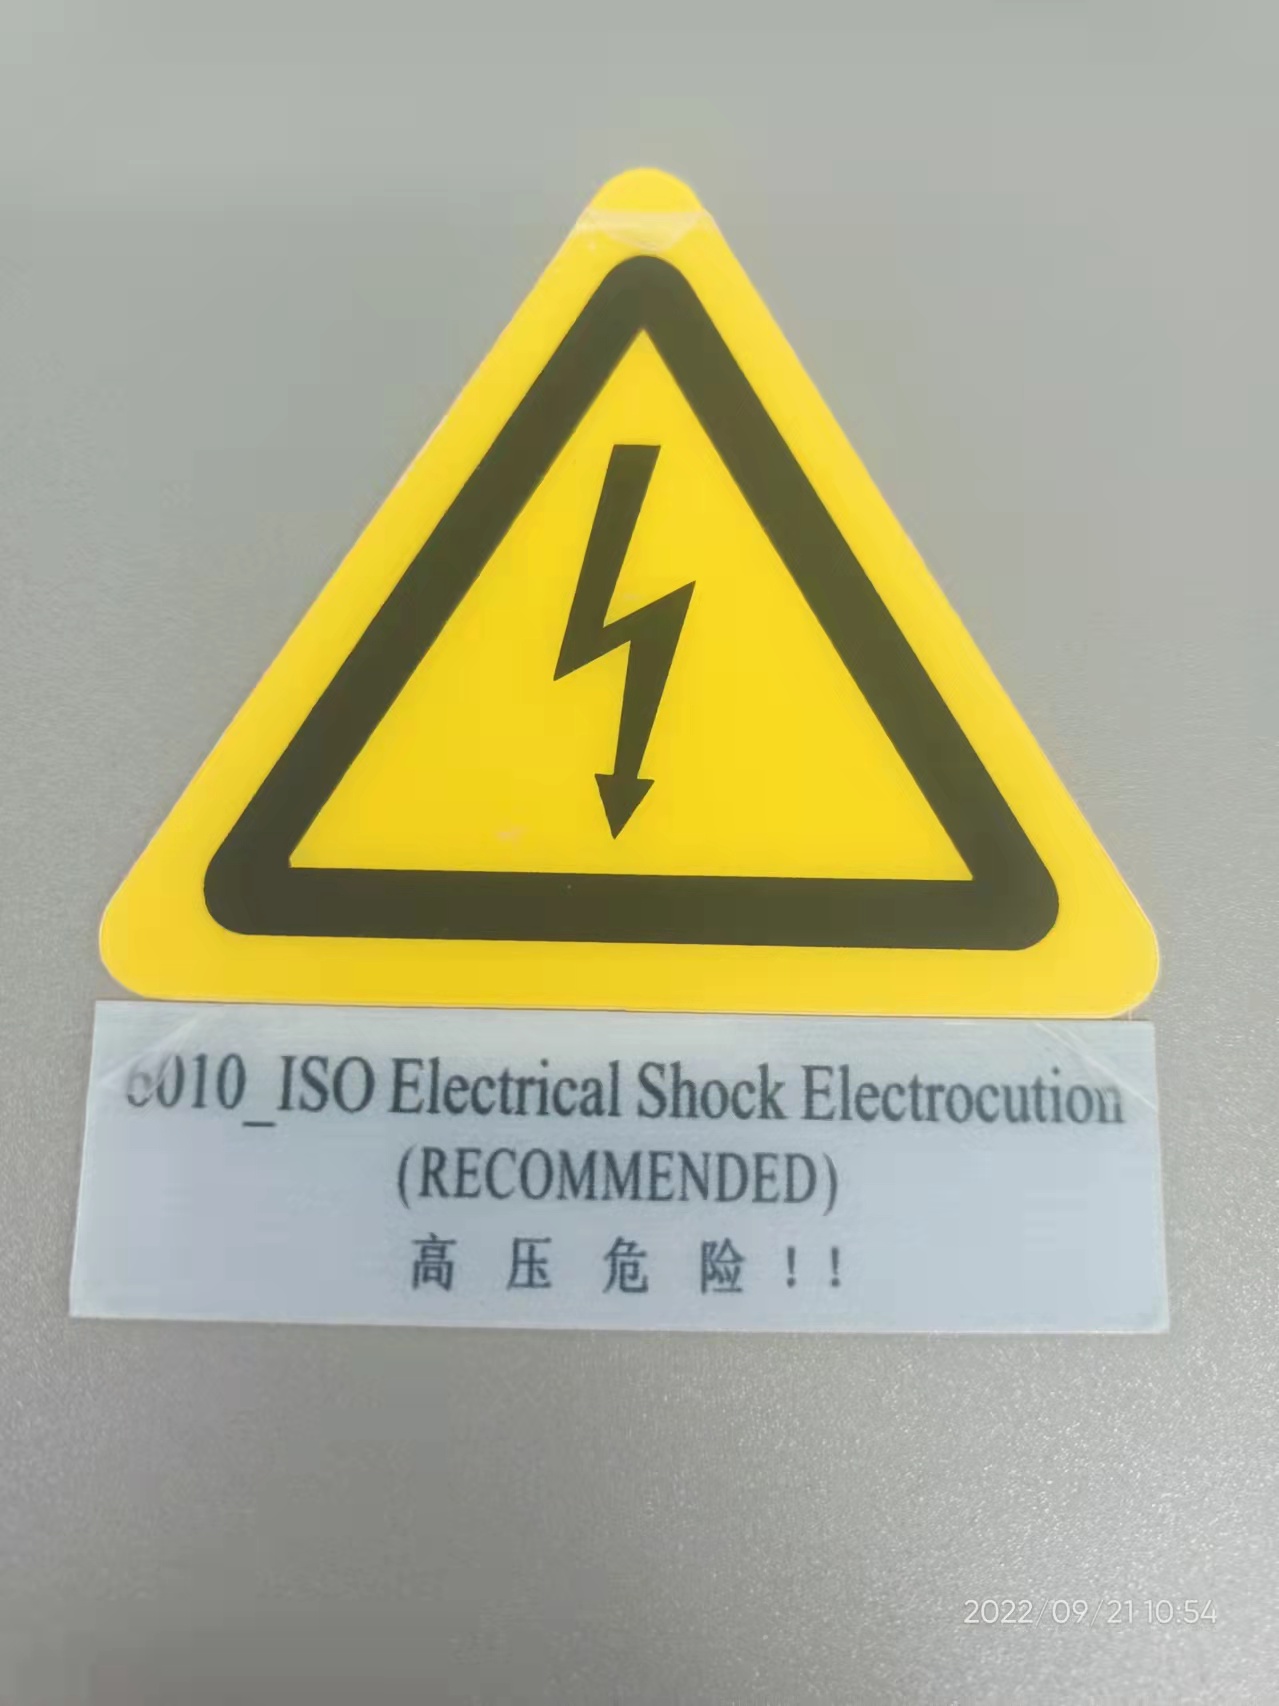 6010_ISO Electrical Shock Electrocution
(RECOMMENDED)
高 压 危 险 ! !
2022/09/21 10:54